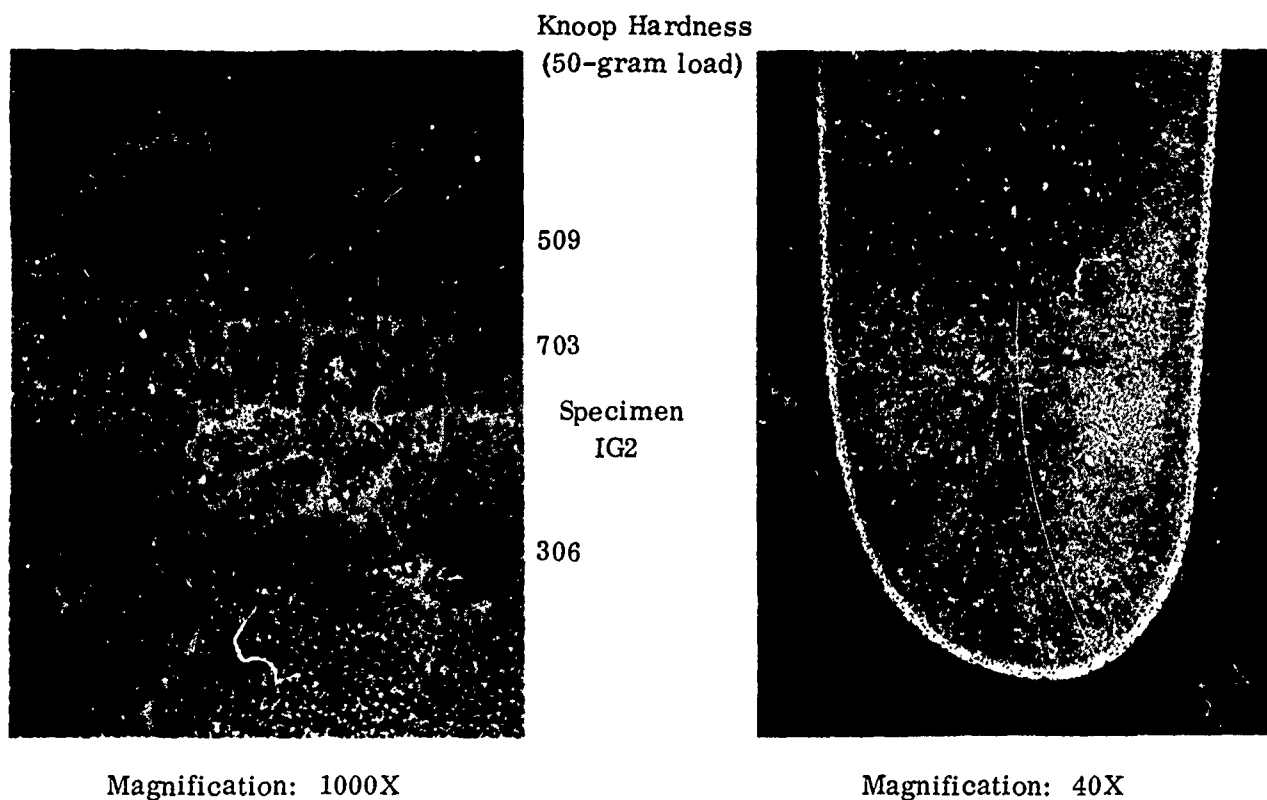 Knoop Hardness
(50-gram load)
509
703
Specimen
IG2
306
Magnification: 1000X
Magnification: 40X